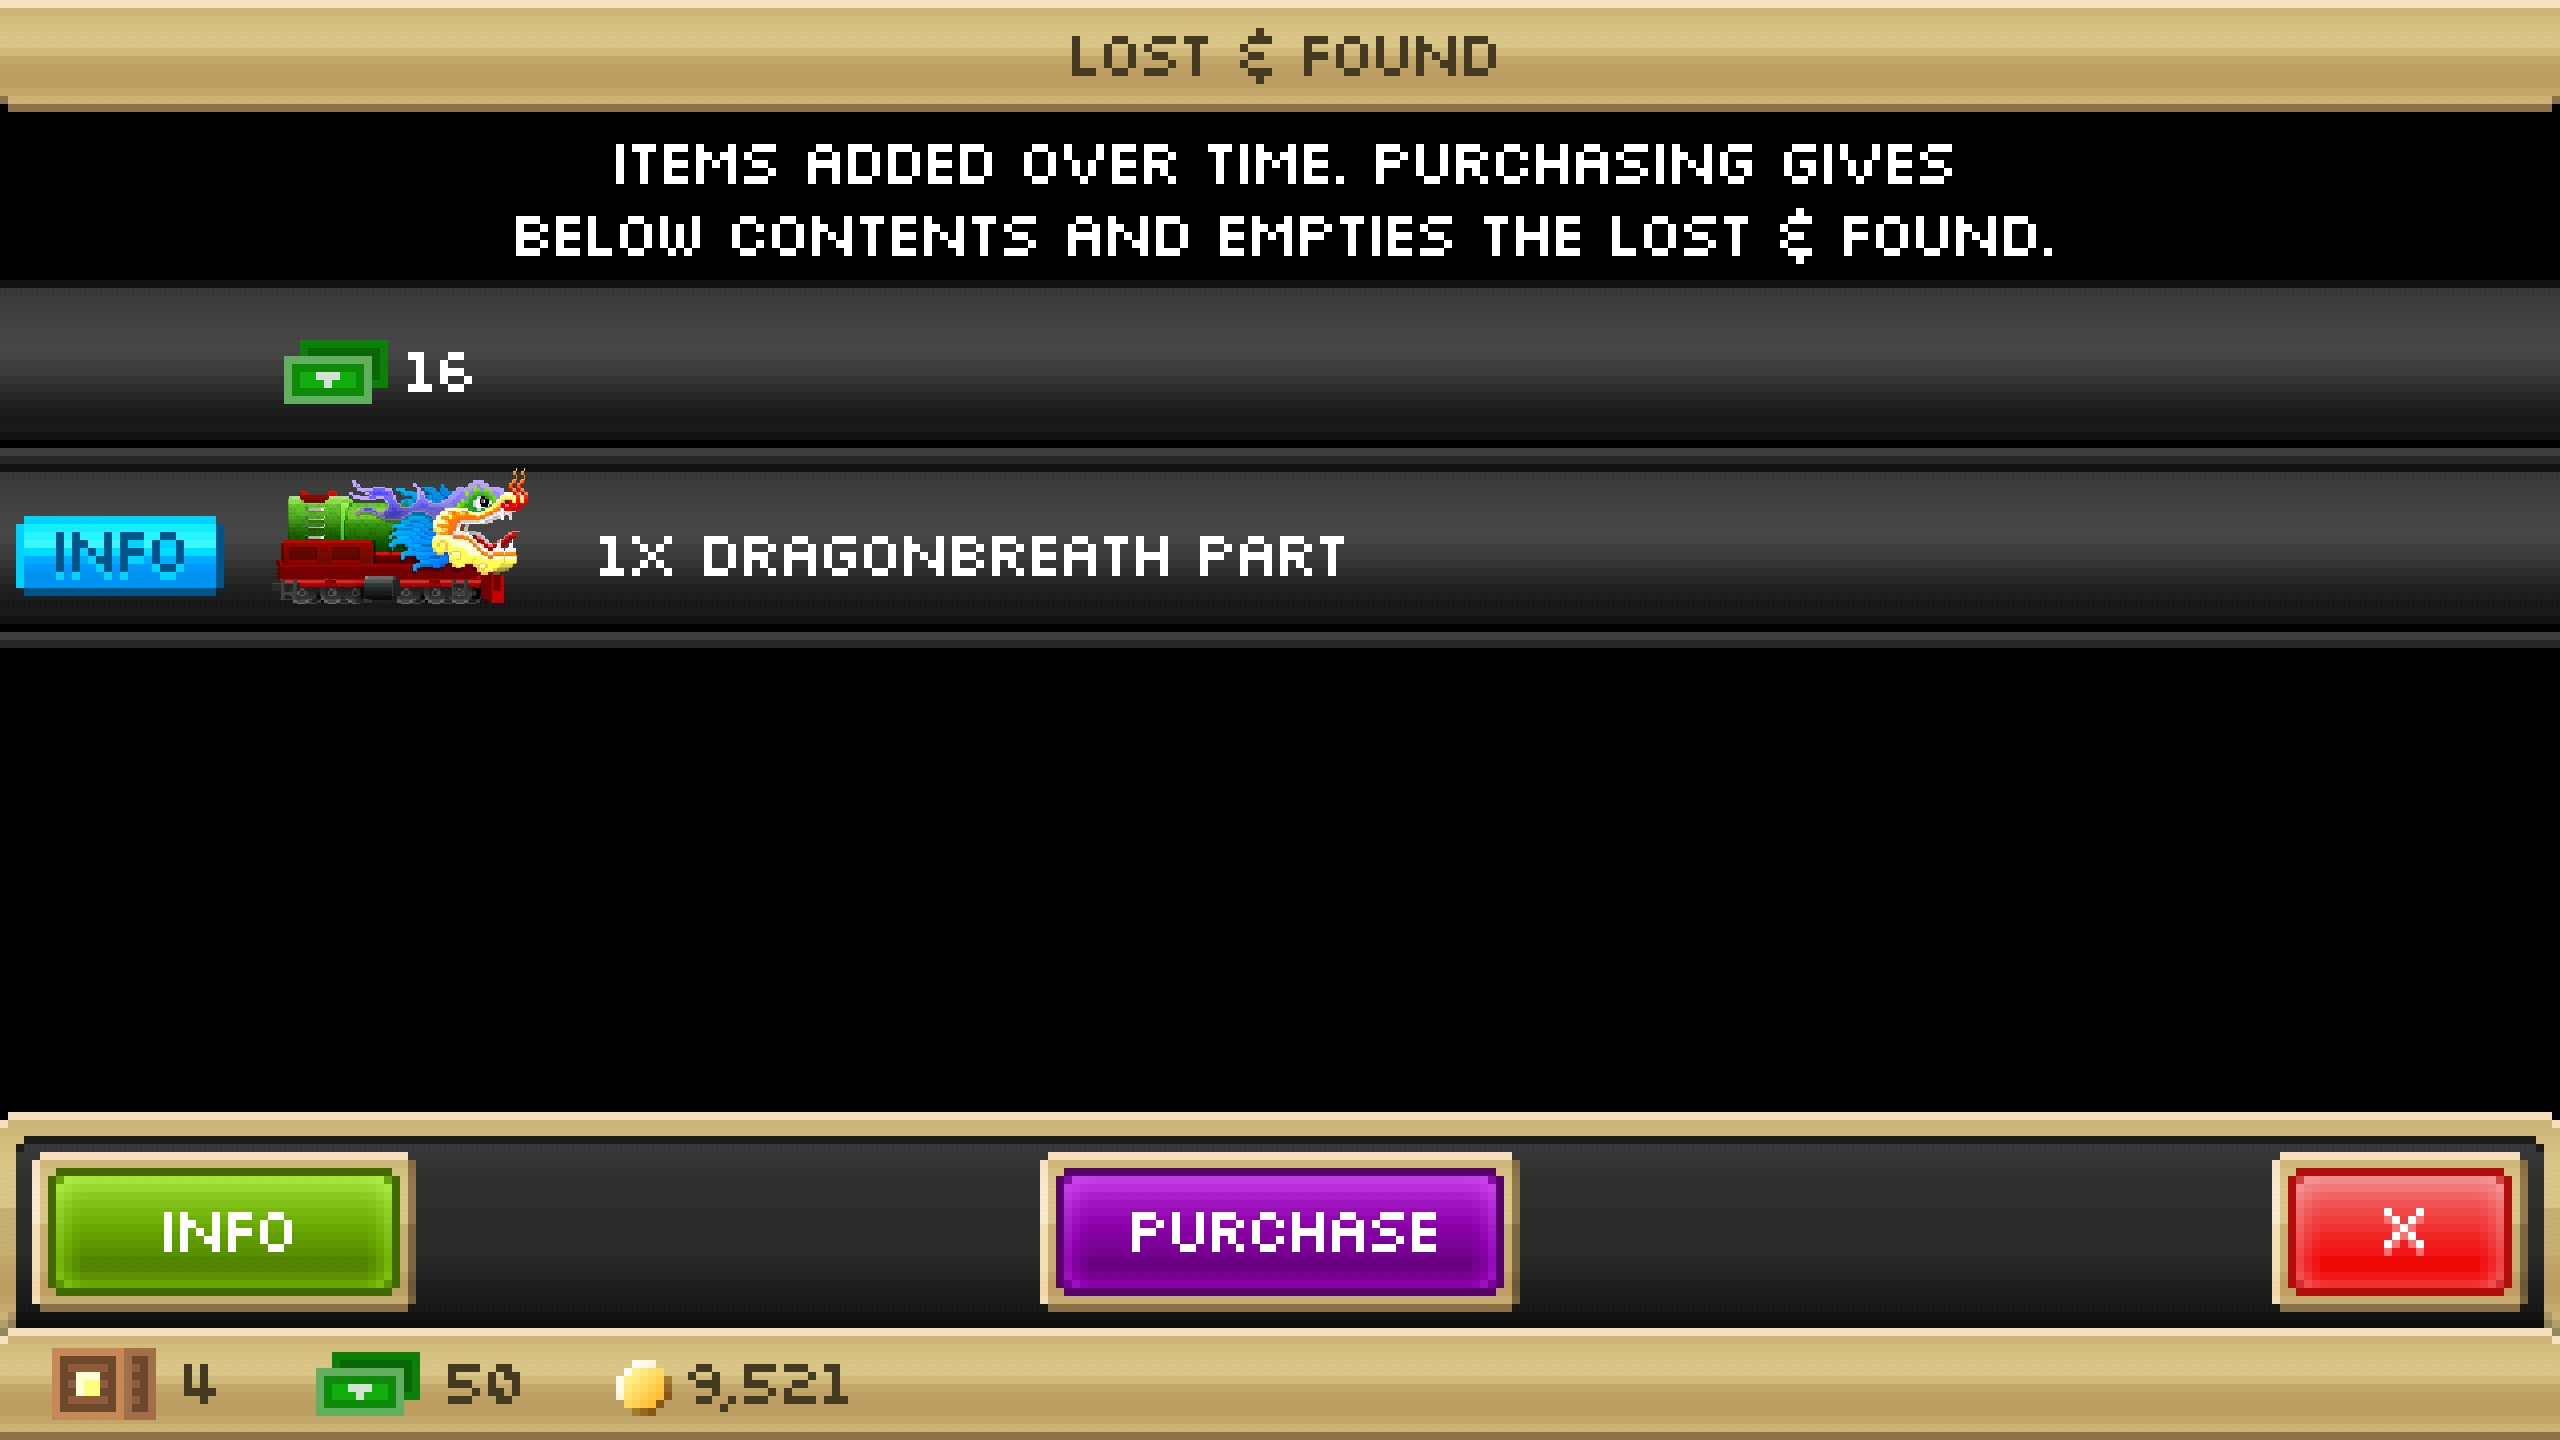 LOST & FOUND
ITEMS ADDED OVER TIME. PURCHASING GIVES
BELOW CONTENTS AND EMPTIES THE LOST & FOUND.
16
INFO 1X DRAGONBREATH PART
INFO PURCHASE X
4 50 9,521